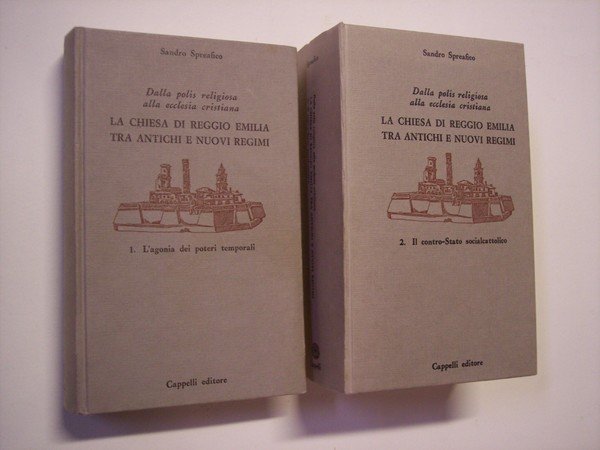 Sandro Spreafico
Dalla polis religiosa
alla ecclesia cristiana
LA CHIESA DI REGGIO EMILIA
TRA ANTICHI E NUOVI REGIMI
1. L'agonia dei poteri temporali
Cappelli editore
Sandro Spreafico
Dalla polis religiosa
alla ecclesia cristiana
LA CHIESA DI REGGIO EMILIA
TRA ANTICHI E NUOVI REGIMI
2. Il contro-Stato socialcattolico
Cappelli editore